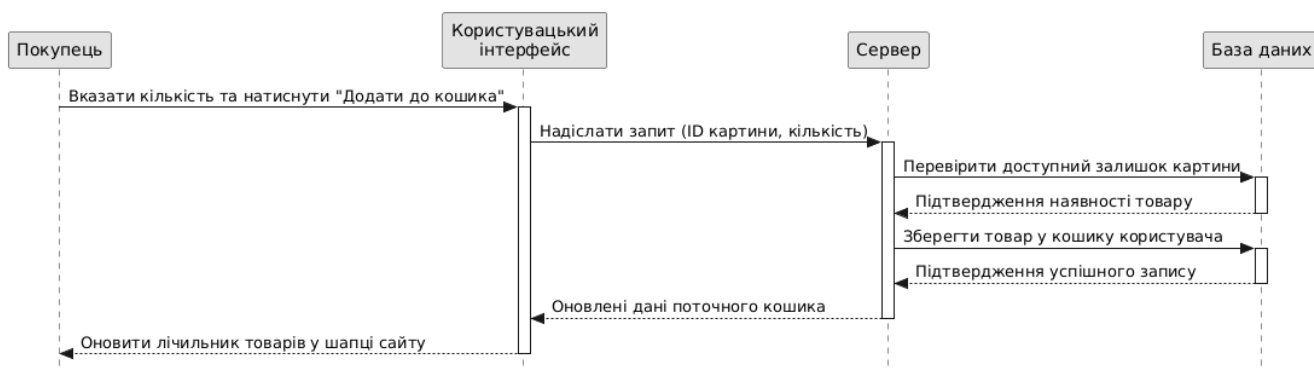 Покупець
Користувацький
інтерфейс
Сервер
База даних
Вказати кількість та натиснути "Додати до кошика"
Надіслати запит (ID картини, кількість)
Перевірити доступний залишок картини
Підтвердження наявності товару
Зберегти товар у кошику користувача
Підтвердження успішного запису
Оновлені дані поточного кошика
Оновити лічильник товарів у шапці сайту